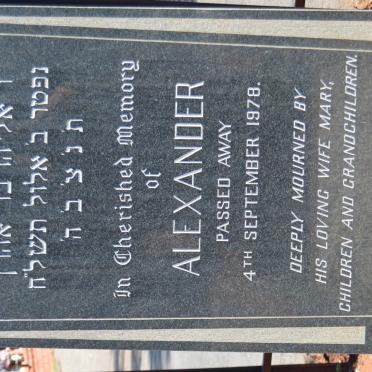 נפטר ב׳ אלול תשל״ח
ת נ צ ב ה
In Cherished Memory
of
ALEXANDER
PASSED AWAY
4TH SEPTEMBER 1978.
DEEPLY MOURNED BY
HIS LOVING WIFE MARY,
CHILDREN AND GRANDCHILDREN.